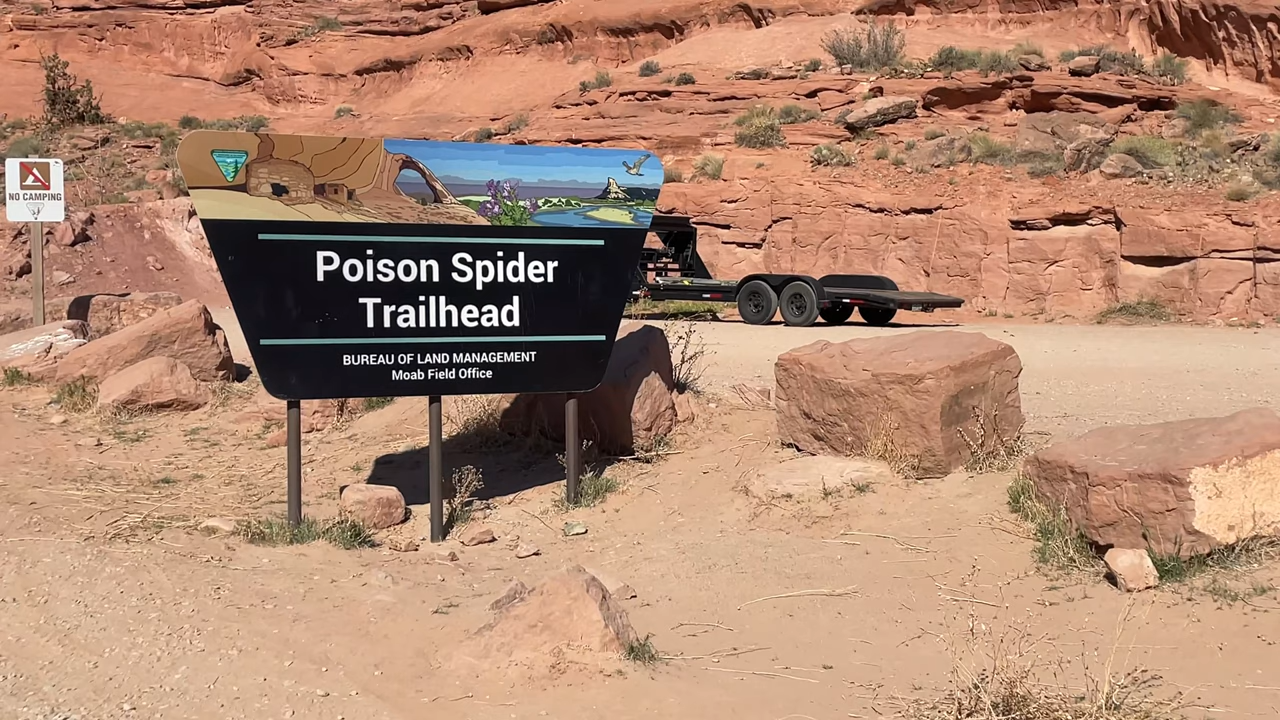 NO CAMPING
Poison Spider
Trailhead
BUREAU OF LAND MANAGEMENT
Moab Field Office